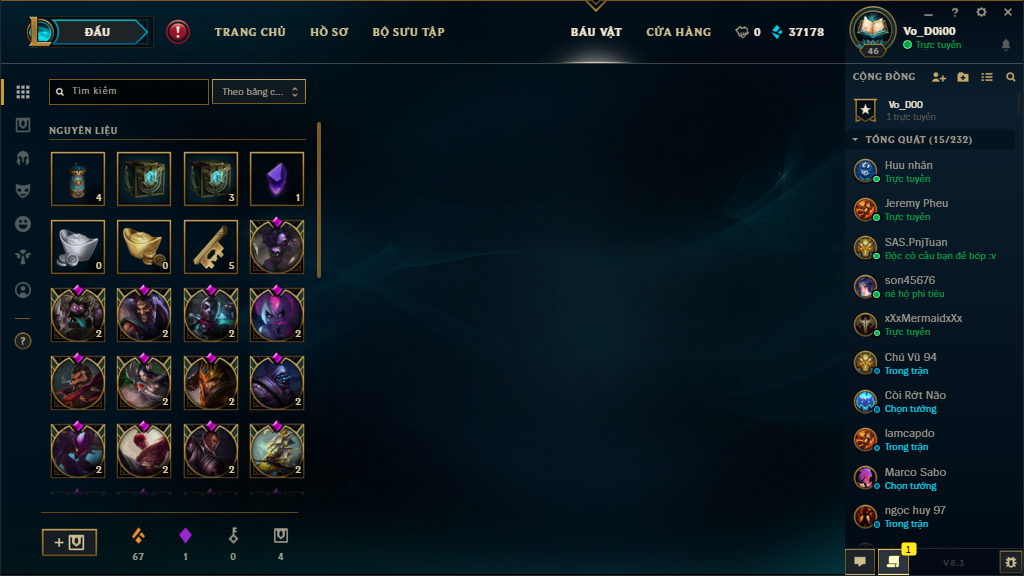 ĐẤU
TRANG CHỦ
HỒ SƠ
BỘ SƯU TẬP
BÁU VẬT
CỬA HÀNG
0
37178
46
Vo_D0i00
Trực tuyến
Tìm kiếm
Theo bảng c...
NGUYÊN LIỆU
4
3
1
0
0
5
2
2
2
2
2
2
2
2
2
2
2
2
67
1
0
4
CỘNG ĐỒNG
Vo_D00
1 trực tuyến
TỔNG QUÁT (15/232)
Huu nhân
Trực tuyến
Jeremy Pheu
Trực tuyến
SAS.PnjTuan
Độc cô cầu bạn để bóp :v
son45676
né hộ phi tiêu
xXxMermaidxXx
Trực tuyến
Chú Vũ 94
Trong trận
Còi Rớt Não
Chọn tướng
lamcapdo
Trong trận
Marco Sabo
Chọn tướng
ngọc huy 97
Trong trận
1
V8.3